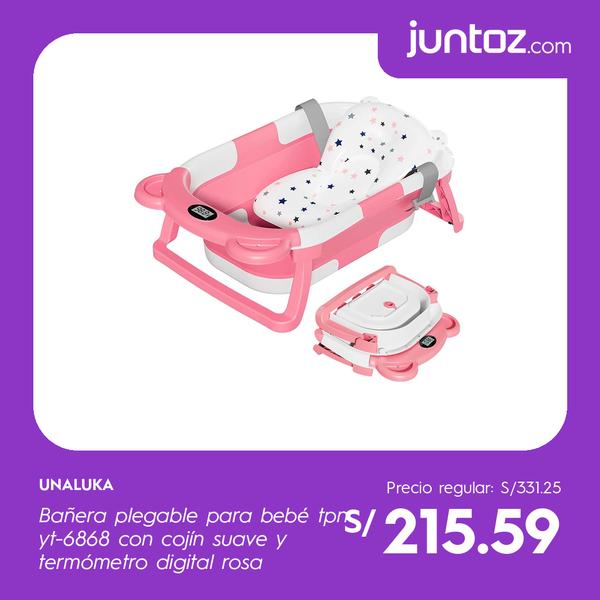 juntoz.com
UNALUKA
Bañera plegable para bebé tpm
yt-6868 con cojín suave y
termómetro digital rosa
Precio regular: S/331.25
S/ 215.59